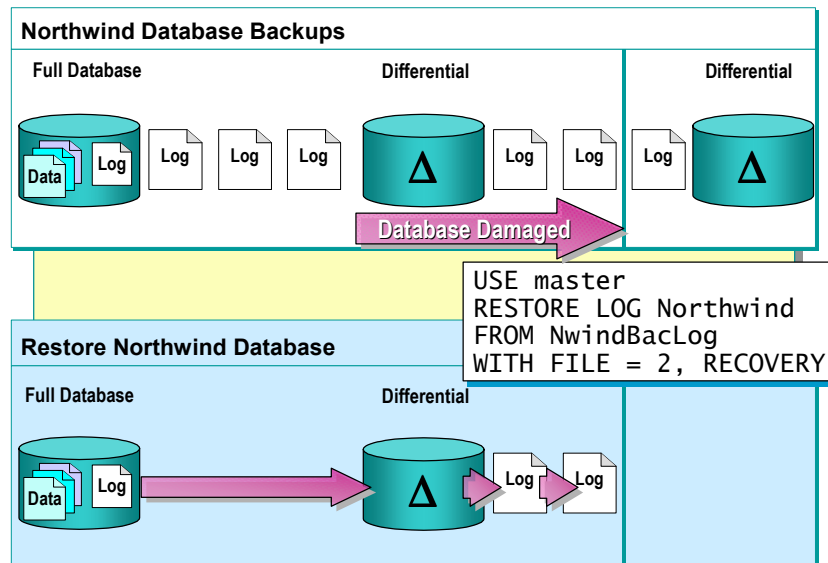 Northwind Database Backups
Full Database
Differential
Differential
Data
Log
Log
Log
Log
Δ
Log
Log
Log
Δ
Database Damaged
USE master
RESTORE LOG Northwind
FROM NwindBacLog
WITH FILE = 2, RECOVERY
Restore Northwind Database
Full Database
Differential
Data
Log
Δ
Log
Log